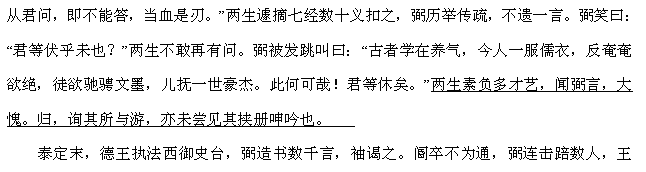 从君问，即不能答，当血是刃。”两生遽摘七经数十义扣之，弼历举传疏，不遗一言。弼笑曰：
“君等伏乎未也？”两生不敢再有问。弼被发跳叫曰：“古者学在养气，今人一服儒衣，反奄奄
欲绝，徒欲驰骋文墨，儿抚一世豪杰。此何可哉！君等休矣。”两生素负多才艺，闻弼言，大
愧。归，询其所与游，亦未尝见其挟册呻吟也。
泰定末，德王执法西御史台，弼造书数千言，袖谒之。阍卒不为通，弼连击踣数人，王